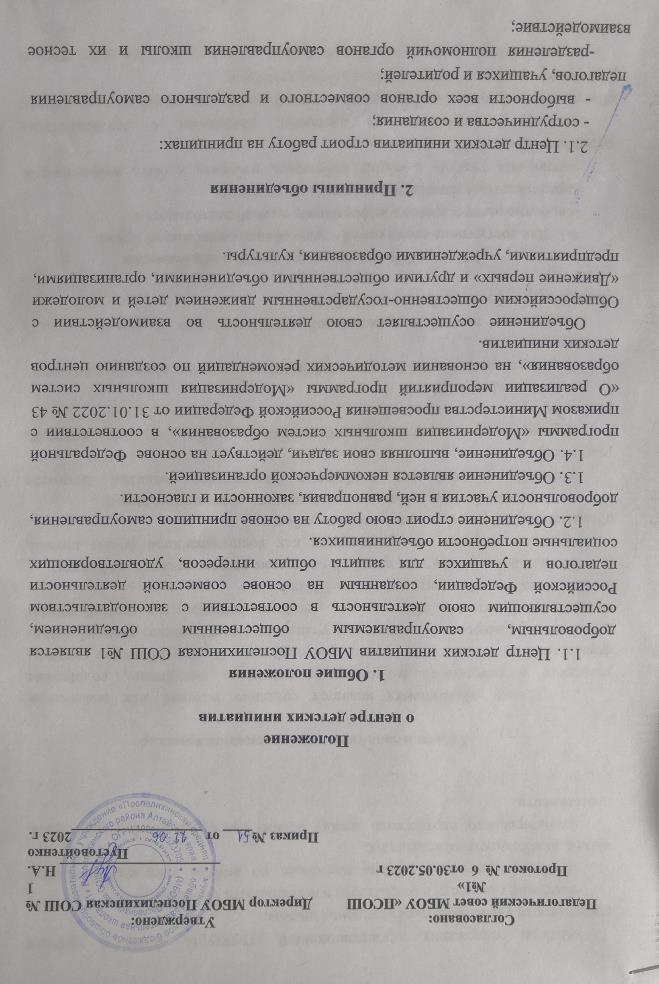 Согласовано:
Педагогический совет МБОУ «ПСОШ
№1»
Протокол № 6 от30.05.2023 г
Утверждено:
Директор МБОУ Поспелихинская СОШ №
1
Н.А.
Пустовойтенко
Приказ № 51 от 21.06 2023 г.
Положение
о центре детских инициатив
1. Общие положения
1.1. Центр детских инициатив МБОУ Поспелихинская СОШ №1 является
добровольным, самоуправляемым общественным объединением,
осуществляющим свою деятельность в соответствии с законодательством
Российской Федерации, созданным на основе совместной деятельности
педагогов и учащихся для защиты общих интересов, удовлетворяющих
социальные потребности объединившихся.
1.2. Объединение строит свою работу на основе принципов самоуправления,
добровольности участия в ней, равноправия, законности и гласности.
1.3. Объединение является некоммерческой организацией.
1.4. Объединение, выполняя свои задачи, действует на основе Федеральной
программы «Модернизация школьных систем образования», в соответствии с
приказом Министерства просвещения Российской Федерации от 31.01.2022 № 43
«О реализации мероприятий программы «Модернизация школьных систем
образования», на основании методических рекомендаций по созданию центров
детских инициатив.
Объединение осуществляет свою деятельность во взаимодействии с
Общероссийским общественно-государственным движением детей и молодежи
«Движение первых» и другими общественными объединениями, организациями,
предприятиями, учреждениями образования, культуры.
2. Принципы объединения
2.1. Центр детских инициатив строит работу на принципах:
- сотрудничества и созидания;
- выборности всех органов совместного и раздельного самоуправления
педагогов, учащихся и родителей;
-разделения полномочий органов самоуправления школы и их тесное
взаимодействие;